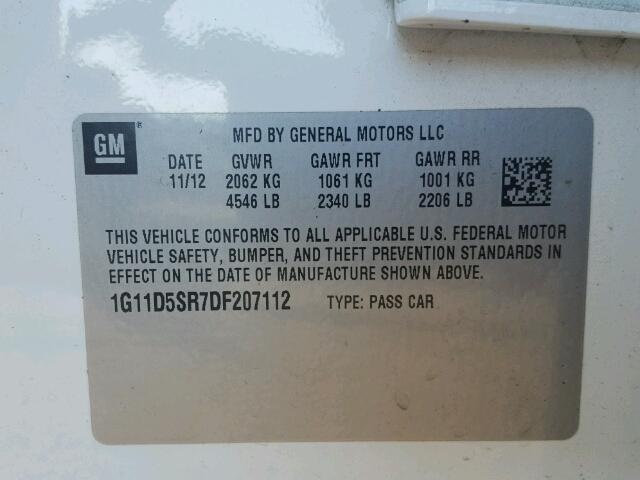 GM ®
MFD BY GENERAL MOTORS LLC
DATE GVWR GAWR FRT GAWR RR
11/12 2062 KG 1061 KG 1001 KG
4546 LB 2340 LB 2206 LB
THIS VEHICLE CONFORMS TO ALL APPLICABLE U.S. FEDERAL MOTOR
VEHICLE SAFETY, BUMPER, AND THEFT PREVENTION STANDARDS IN
EFFECT ON THE DATE OF MANUFACTURE SHOWN ABOVE.
1G11D5SR7DF207112 TYPE: PASS CAR